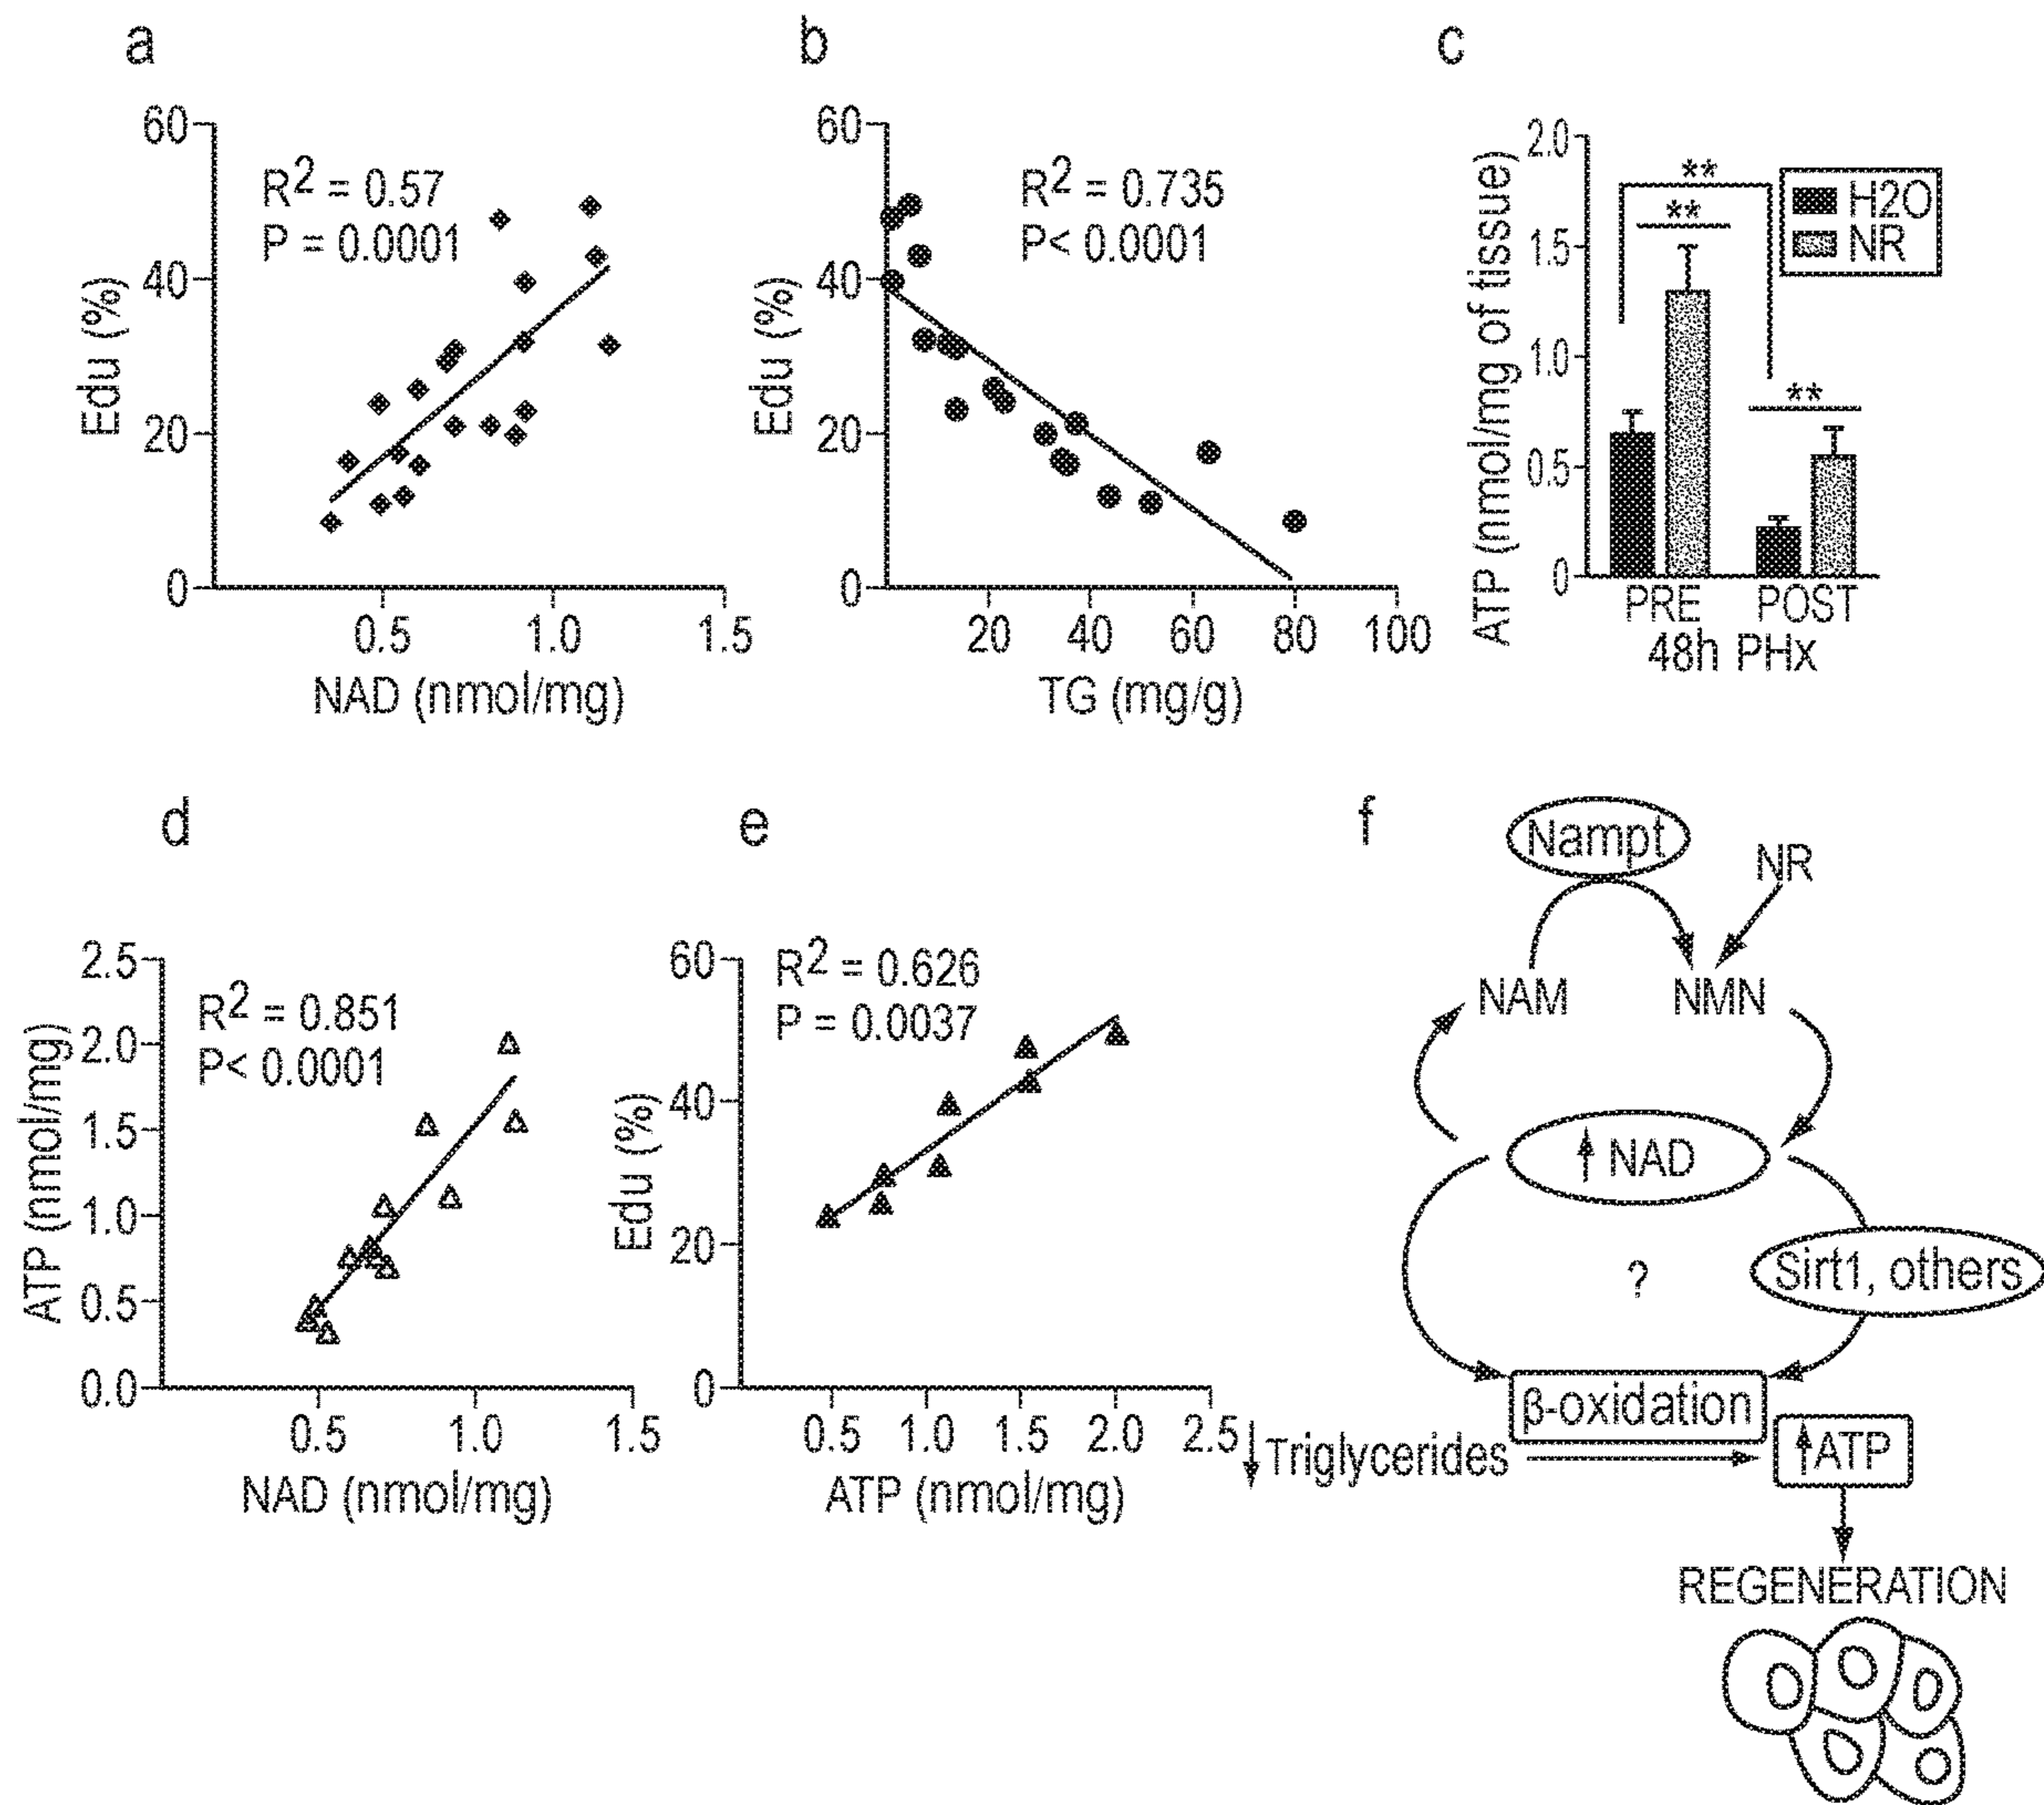 a
60
40
20
0
Edu (%)
R2 = 0.57
P = 0.0001
0.5 1.0 1.5
NAD (nmol/mg)
b
60
40
20
0
Edu (%)
R2 = 0.735
P< 0.0001
20 40 60 80 100
TG (mg/g)
c
2.0
1.5
1.0
0.5
0
ATP (nmol/mg of tissue)
**
**
**
H2O
NR
PRE POST
48h PHx
d
2.5
2.0
1.5
1.0
0.5
0.0
ATP (nmol/mg)
R2 = 0.851
P< 0.0001
0.5 1.0 1.5
NAD (nmol/mg)
e
60
40
20
0
Edu (%)
R2 = 0.626
P = 0.0037
0.5 1.0 1.5 2.0 2.5
ATP (nmol/mg)
f
Nampt
NR
NAM NMN
↑ NAD
?
Sirt1, others
β-oxidation
↓ Triglycerides
↑ATP
REGENERATION